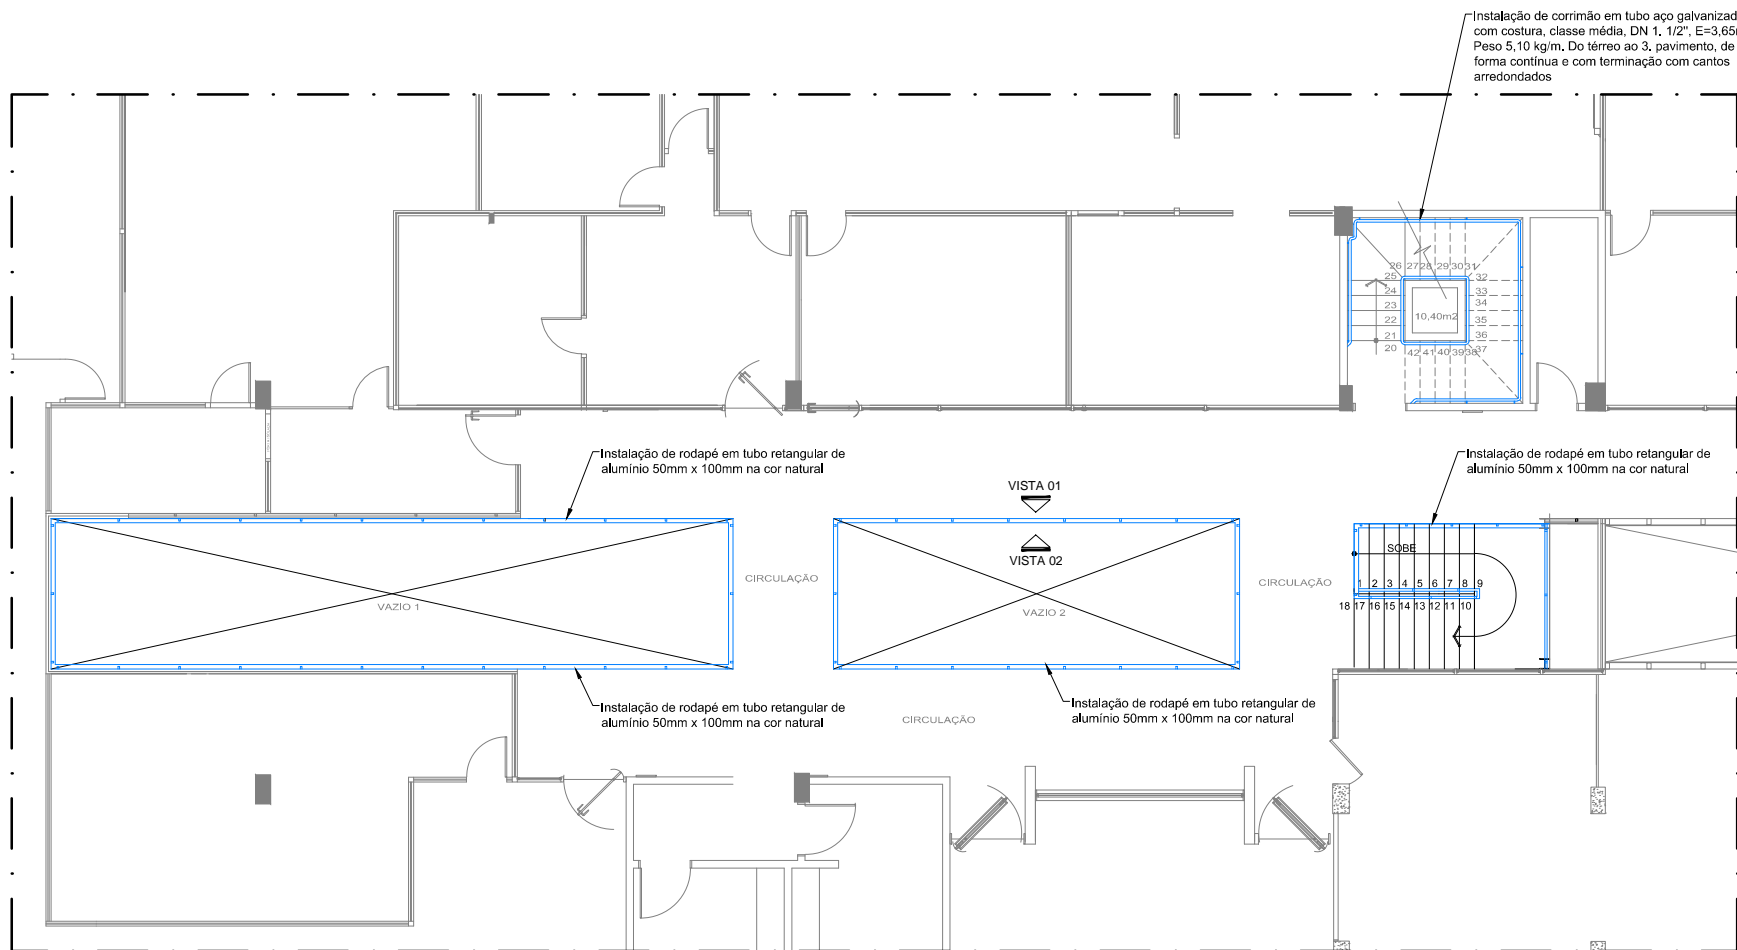 Instalação de corrimão em tubo aço galvanizad
com costura, classe média, DN 1. 1/2", E=3,65
Peso 5,10 kg/m. Do térreo ao 3. pavimento, de
forma contínua e com terminação com cantos
arredondados
26 27 28 29 30 31
25 32
24 33
23 34
22 10,40m2 35
21 36
20 37
42 41 40 39 38
Instalação de rodapé em tubo retangular de
alumínio 50mm x 100mm na cor natural
VISTA 01
VISTA 02
Instalação de rodapé em tubo retangular de
alumínio 50mm x 100mm na cor natural
SOBE
CIRCULAÇÃO
CIRCULAÇÃO
1 2 3 4 5 6 7 8 9
18 17 16 15 14 13 12 11 10
VAZIO 1
VAZIO 2
Instalação de rodapé em tubo retangular de
alumínio 50mm x 100mm na cor natural
Instalação de rodapé em tubo retangular de
alumínio 50mm x 100mm na cor natural
CIRCULAÇÃO